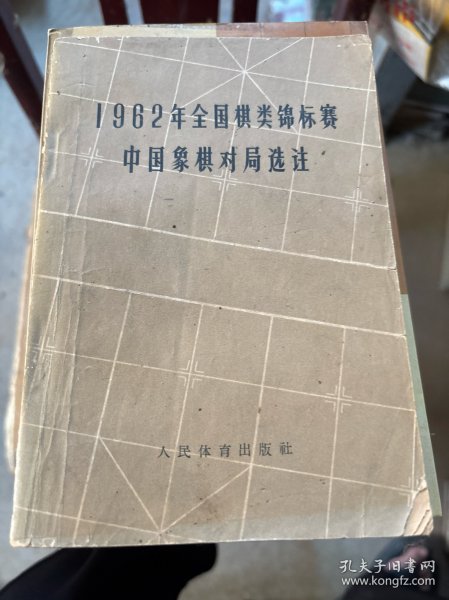 1962年全国棋类锦标赛
中国象棋对局选注
人民体育出版社
孔夫子旧书网
www.kongfz.com